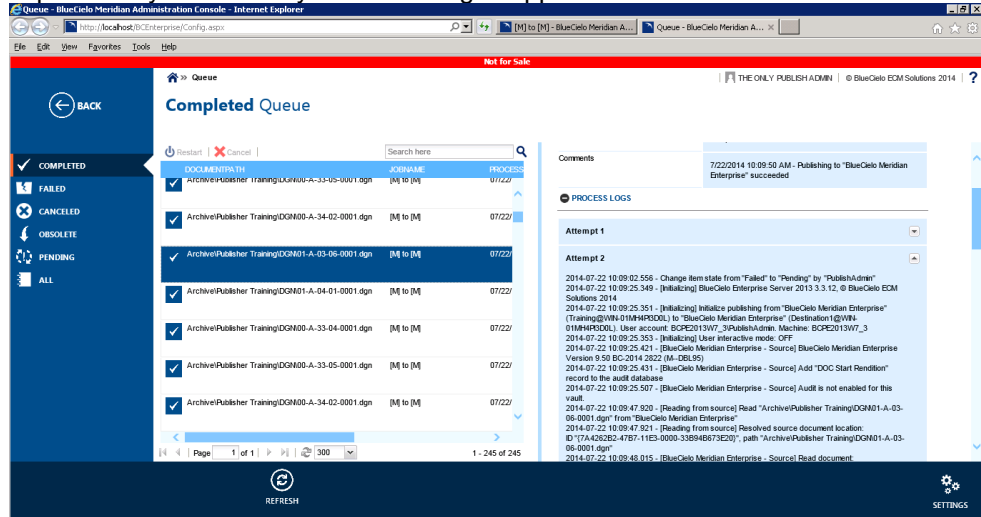 Queue - BlueCielo Meridian Administration Console - Internet Explorer
http://localhost/BCEnterprise/Config.aspx
[M] to [M] - BlueCielo Meridian A...
Queue - BlueCielo Meridian A...
File Edit View Favorites Tools Help
Not for Sale
» Queue
THE ONLY PUBLISH ADMIN | © BlueCielo ECM Solutions 2014 | ?
BACK
Completed Queue
COMPLETED
FAILED
CANCELED
OBSOLETE
PENDING
ALL
Restart | Cancel |
Search here
DOCUMENTPATH JOBNAME PROCESS
Archive\Publisher Training\DGN\00-A-33-05-0001.dgn [M] to [M] 07/22/
Archive\Publisher Training\DGN\00-A-34-02-0001.dgn [M] to [M] 07/22/
Archive\Publisher Training\DGN\01-A-03-06-0001.dgn [M] to [M] 07/22/
Archive\Publisher Training\DGN\01-A-04-01-0001.dgn [M] to [M] 07/22/
Archive\Publisher Training\DGN\00-A-33-04-0001.dgn [M] to [M] 07/22/
Archive\Publisher Training\DGN\00-A-33-05-0001.dgn [M] to [M] 07/22/
Archive\Publisher Training\DGN\00-A-34-02-0001.dgn [M] to [M] 07/22/
Page 1 of 1 | 300 1 - 245 of 245
Comments
7/22/2014 10:09:50 AM - Publishing to "BlueCielo Meridian
Enterprise" succeeded
PROCESS LOGS
Attempt 1
Attempt 2
2014-07-22 10:09:02.556 - Change item state from "Failed" to "Pending" by "PublishAdmin"
2014-07-22 10:09:25.349 - [Initializing] BlueCielo Enterprise Server 2013 3.3.12, © BlueCielo ECM
Solutions 2014
2014-07-22 10:09:25.351 - [Initializing] Initialize publishing from "BlueCielo Meridian Enterprise"
(Training@WIN-01MH4PI3D0L) to "BlueCielo Meridian Enterprise" (Destination1@WIN-
01MH4PI3D0L). User account: BCPE2013W7_3\PublishAdmin. Machine: BCPE2013W7_3
2014-07-22 10:09:25.353 - [Initializing] User interactive mode: OFF
2014-07-22 10:09:25.421 - [BlueCielo Meridian Enterprise - Source] BlueCielo Meridian Enterprise
Version 9.50 BC-2014 2822 (M--DBL95)
2014-07-22 10:09:25.431 - [BlueCielo Meridian Enterprise - Source] Add "DOC Start Rendition"
record to the audit database
2014-07-22 10:09:25.507 - [BlueCielo Meridian Enterprise - Source] Audit is not enabled for this
vault.
2014-07-22 10:09:47.920 - [Reading from source] Read "Archive\Publisher Training\DGN\01-A-03-
06-0001.dgn" from "BlueCielo Meridian Enterprise"
2014-07-22 10:09:47.921 - [Reading from source] Resolved source document location:
ID "{7A4262B2-47B7-11E3-0000-33B94B673E20}", path "Archive\Publisher Training\DGN\01-A-03-
06-0001.dgn"
2014-07-22 10:09:48.015 - [BlueCielo Meridian Enterprise - Source] Read document:
REFRESH
SETTINGS